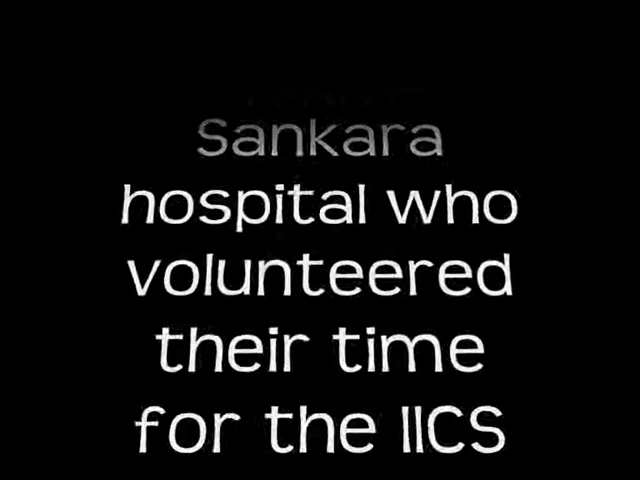 Sankara
hospital who
volunteered
their time
for the IICS